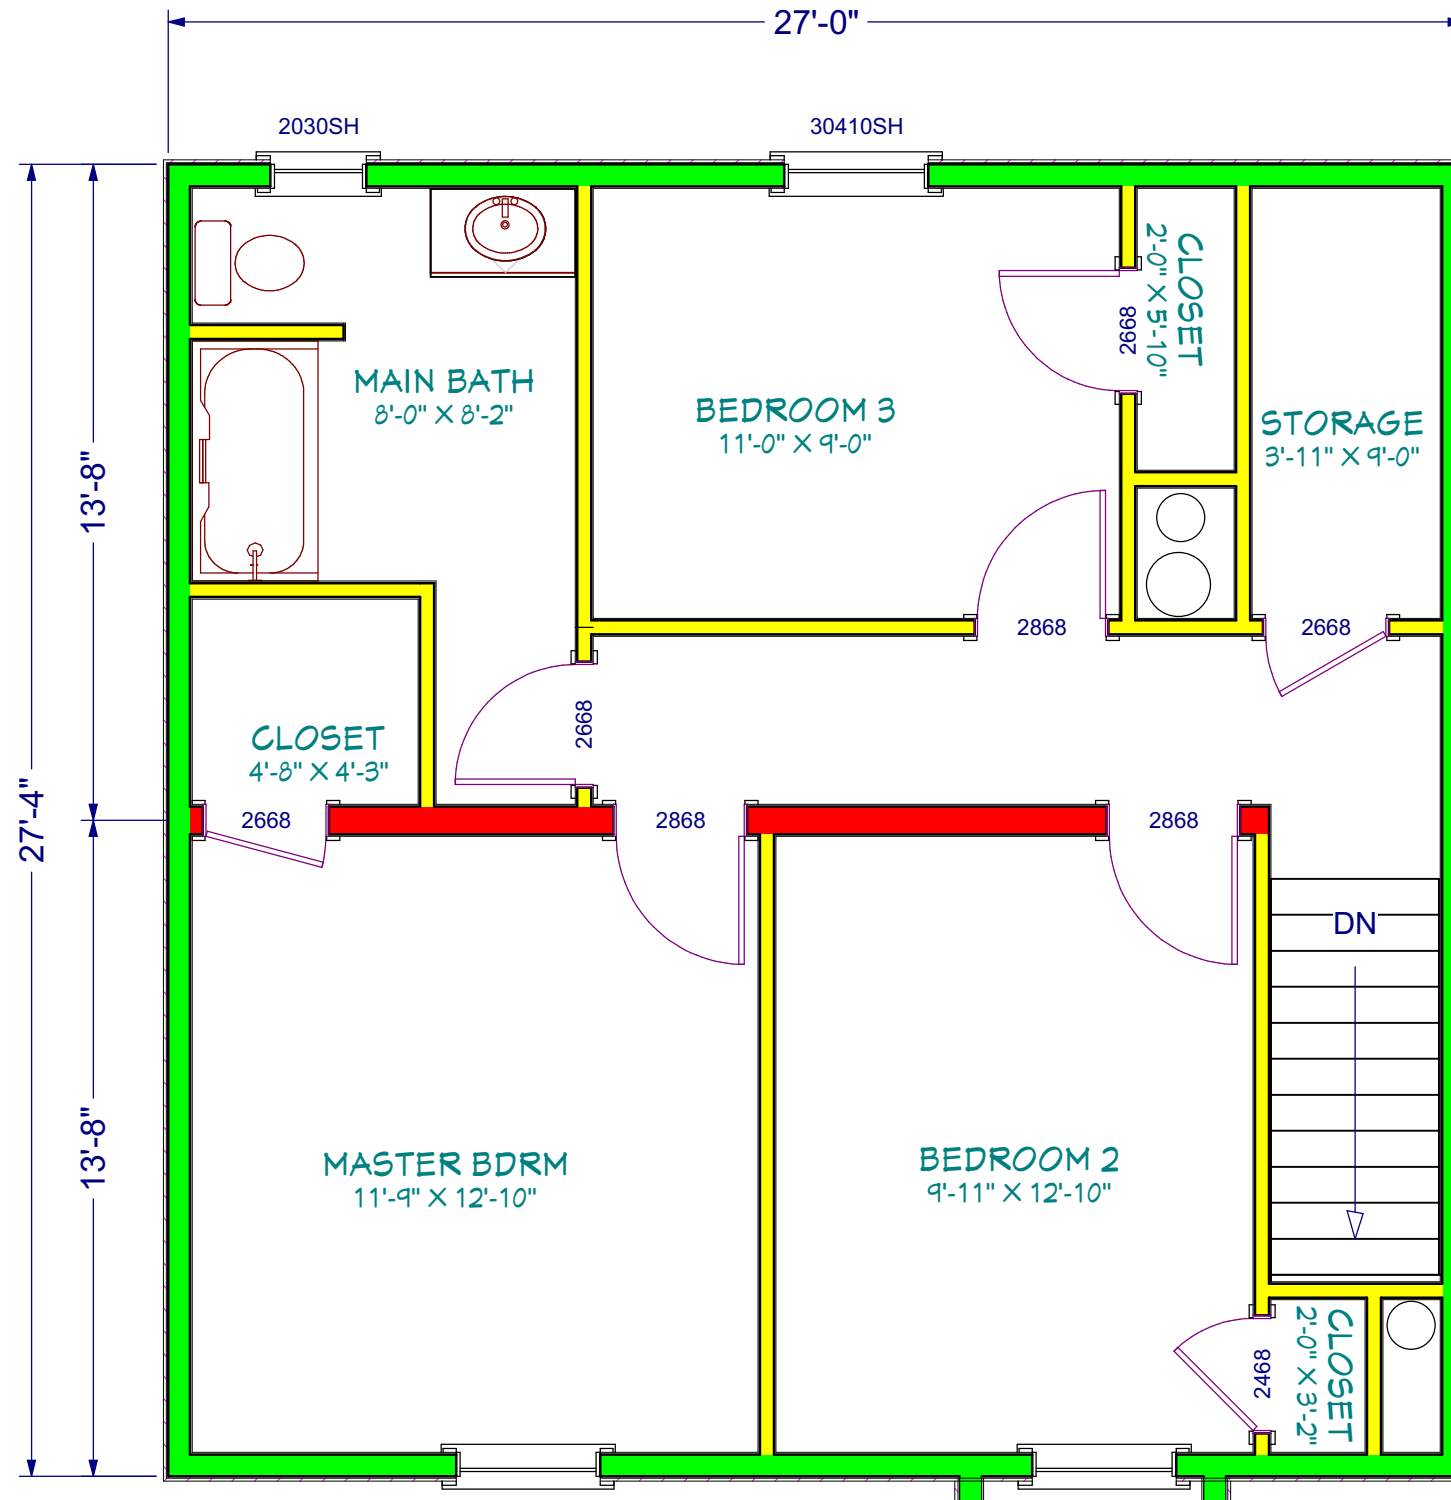 27'-0"
2030SH
30410SH
CLOSET
2'-0" X 5'-10"
2668
MAIN BATH
8'-0" X 8'-2"
BEDROOM 3
11'-0" X 9'-0"
STORAGE
3'-11" X 9'-0"
13'-8"
2868
2668
2668
CLOSET
4'-8" X 4'-3"
27'-4"
2668
2868
2868
DN
13'-8"
MASTER BDRM
11'-9" X 12'-10"
BEDROOM 2
9'-11" X 12'-10"
2468
CLOSET
2'-0" X 3'-2"